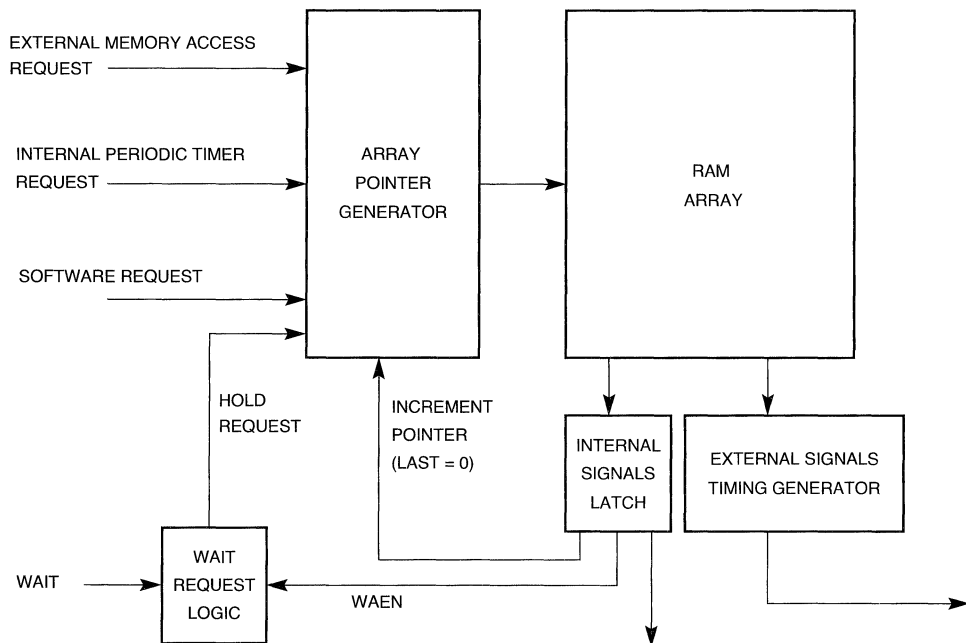 EXTERNAL MEMORY ACCESS
REQUEST
INTERNAL PERIODIC TIMER
REQUEST
SOFTWARE REQUEST
ARRAY
POINTER
GENERATOR
RAM
ARRAY
HOLD
REQUEST
INCREMENT
POINTER
(LAST = 0)
INTERNAL
SIGNALS
LATCH
EXTERNAL SIGNALS
TIMING GENERATOR
WAIT
WAIT
REQUEST
LOGIC
WAEN